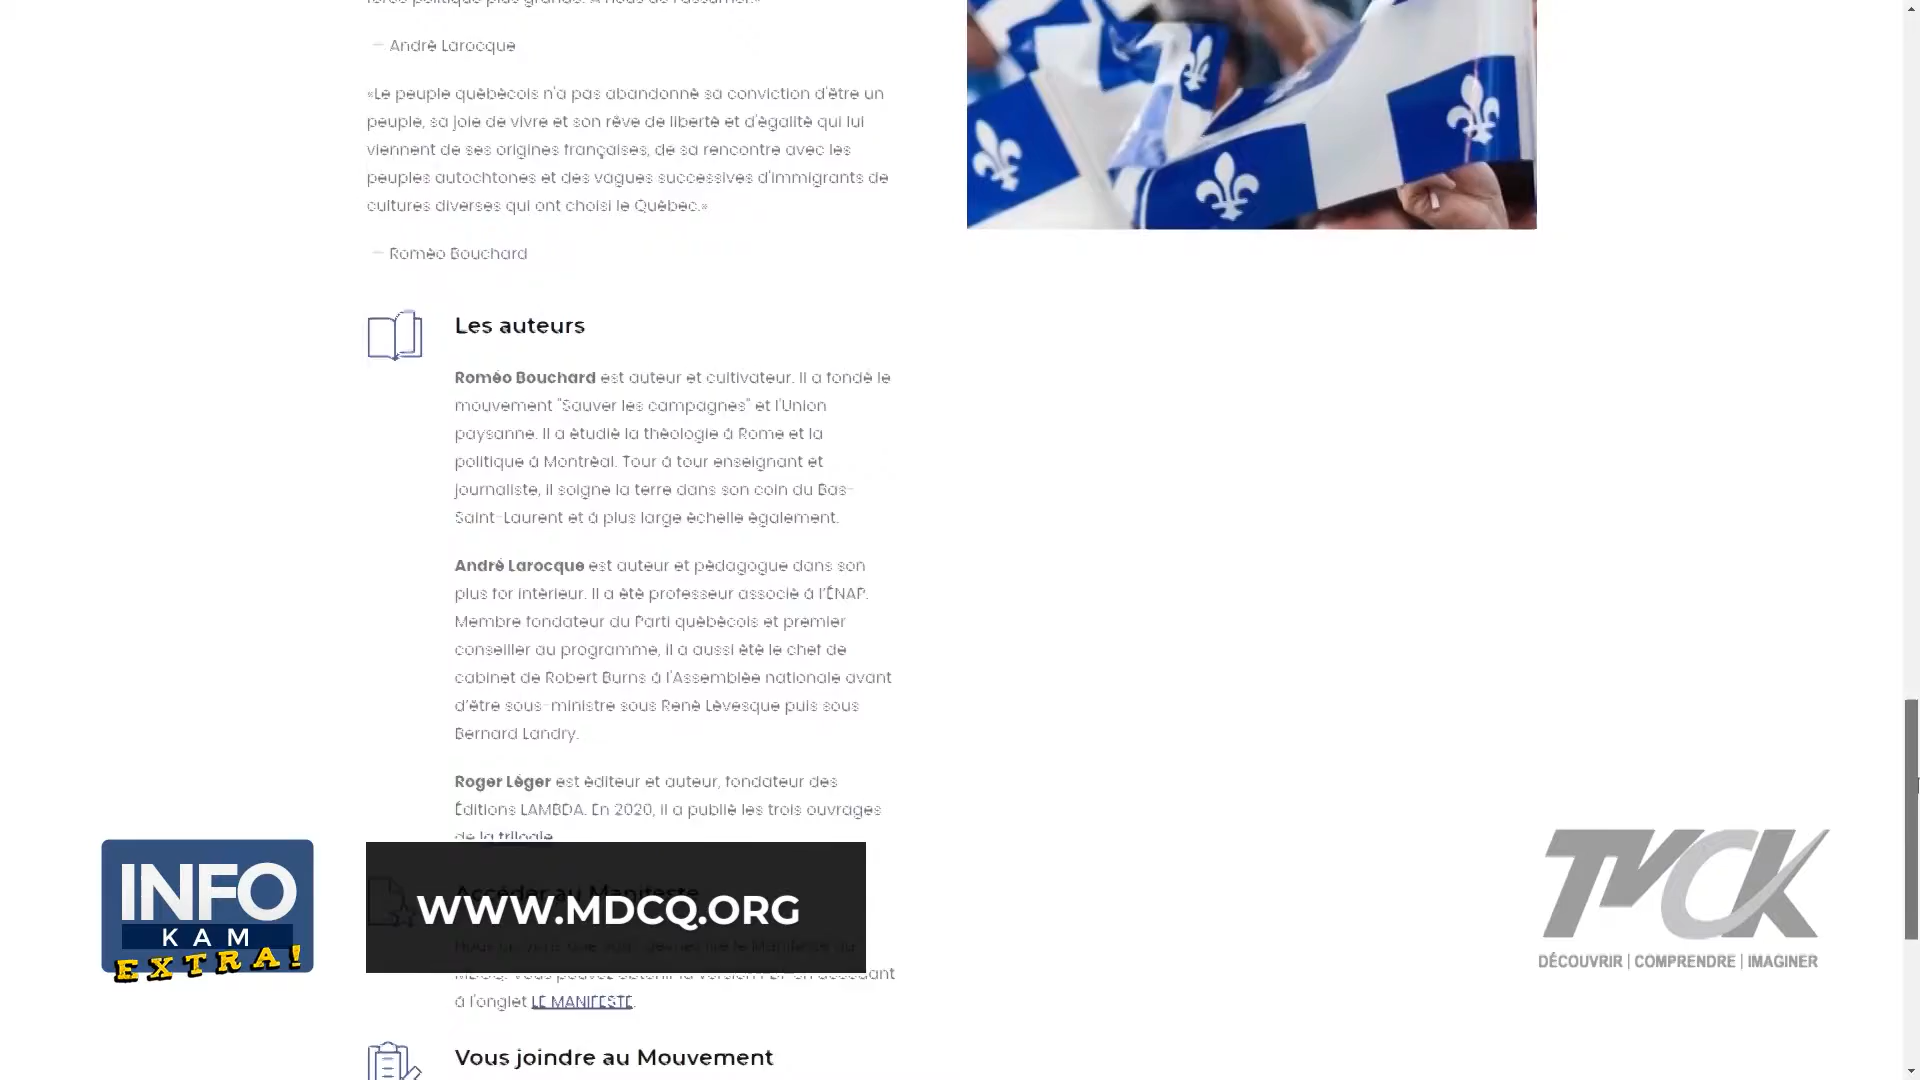 — André Larocque
«Le peuple québécois n'a pas abandonné sa conviction d'être un
peuple, sa joie de vivre et son rêve de liberté et d'égalité qui lui
viennent de ses origines françaises, de sa rencontre avec les
peuples autochtones et des vagues successives d'immigrants de
cultures diverses qui ont choisi le Québec.»
— Roméo Bouchard
Les auteurs
Roméo Bouchard est auteur et cultivateur. Il a fondé le
mouvement "Sauver les campagnes" et l'Union
paysanne. Il a étudié la théologie à Rome et la
politique à Montréal. Tour à tour enseignant et
journaliste, il soigne la terre dans son coin du Bas-
Saint-Laurent et à plus large échelle également.
André Larocque est auteur et pédagogue dans son
plus for intérieur. Il a été professeur associé à l'ÉNAP.
Membre fondateur du Parti québécois et premier
conseiller au programme, il a aussi été le chef de
cabinet de Robert Burns à l'Assemblée nationale avant
d'être sous-ministre sous René Lévesque puis sous
Bernard Landry.
Roger Léger est éditeur et auteur, fondateur des
Éditions LAMBDA. En 2020, il a publié les trois ouvrages
de la trilogie
Accéder au Manifeste
WWW.MDCQ.ORG
à l'onglet LE MANIFESTE.
Vous joindre au Mouvement
INFO
KAM
EXTRA!
TVCK
DÉCOUVRIR | COMPRENDRE | IMAGINER